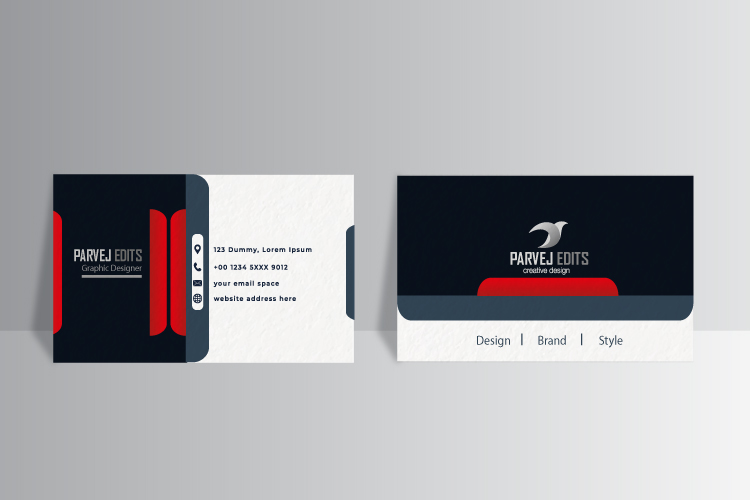 PARVEJ EDITS
Graphic Designer
123 Dummy, Lorem Ipsum
+00 1234 5XXX 9012
your email space
website address here
PARVEJ EDITS
creative design
Design | Brand | Style